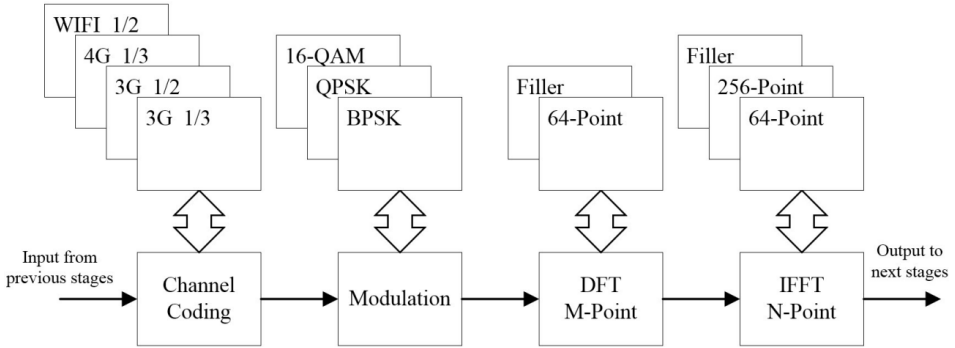 WIFI 1/2
4G 1/3
3G 1/2
3G 1/3
16-QAM
QPSK
BPSK
Filler
64-Point
Filler
256-Point
64-Point
Input from
previous stages
Channel
Coding
Modulation
DFT
M-Point
IFFT
N-Point
Output to
next stages